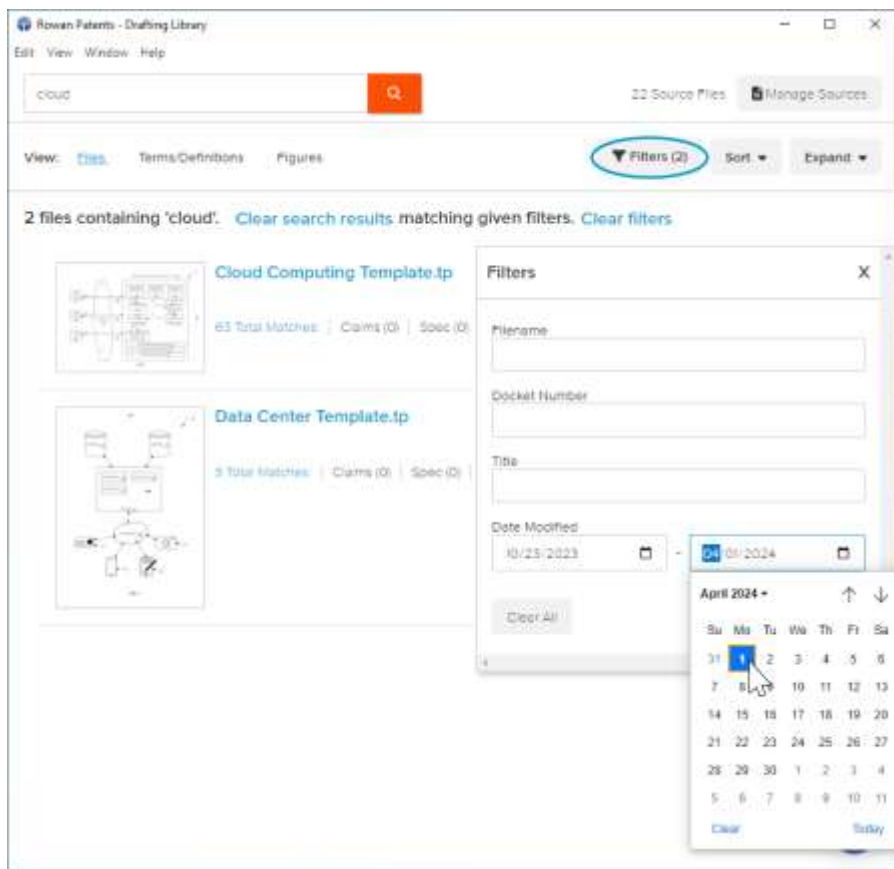 Rowan Patents - Drafting Library
Edit View Window Help
cloud
22 Source Files Manage Sources
View: Files Terms/Definitions Figures Filters (2) Sort Expand
2 files containing 'cloud'. Clear search results matching given filters. Clear filters
Cloud Computing Template.tp
63 Total Matches | Claims (0) | Spec (0)
Data Center Template.tp
5 Total Matches | Claims (0) | Spec (0) |
Filters X
Filename
Docket Number
Title
Date Modified
10/23/2023 - 04/01/2024
Clear All
April 2024
Su Mo Tu We Th Fr Sa
31 1 2 3 4 5 6
7 8 9 10 11 12 13
14 15 16 17 18 19 20
21 22 23 24 25 26 27
28 29 30 1 2 3 4
5 6 7 8 9 10 11
Clear Today